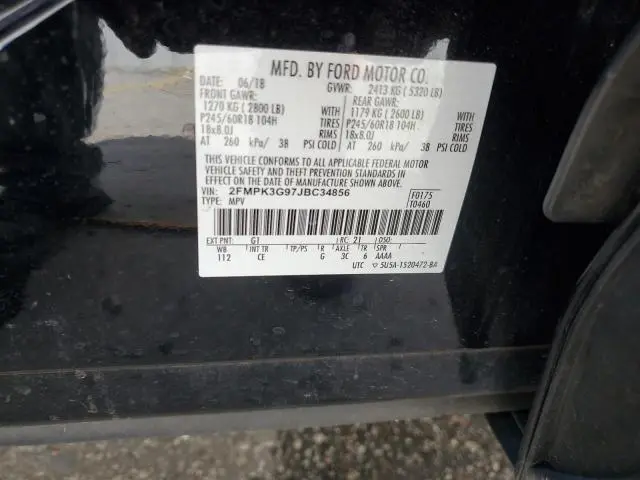 MFD. BY FORD MOTOR CO.
DATE: 06/18 GVWR: 2413 KG ( 5320 LB)
FRONT GAWR: REAR GAWR:
1270 KG ( 2800 LB) WITH 1179 KG ( 2600 LB) WITH
P245/60R18 104H TIRES P245/60R18 104H TIRES
18x8.0J RIMS 18x8.0J RIMS
AT 260 kPa/ 38 PSI COLD AT 260 kPa/ 38 PSI COLD
THIS VEHICLE CONFORMS TO ALL APPLICABLE FEDERAL MOTOR
VEHICLE SAFETY AND THEFT PREVENTION STANDARDS IN
EFFECT ON THE DATE OF MANUFACTURE SHOWN ABOVE.
VIN: 2FMPK3G97JBC34856 F0175
TYPE: MPV T0460
EXT PNT: G1 RC: 21 DSO:
WB INT TR TP/PS R AXLE TR SPR
112 CE G 3C 6 AAAA
UTC ▽ 5U5A-1520472-BA